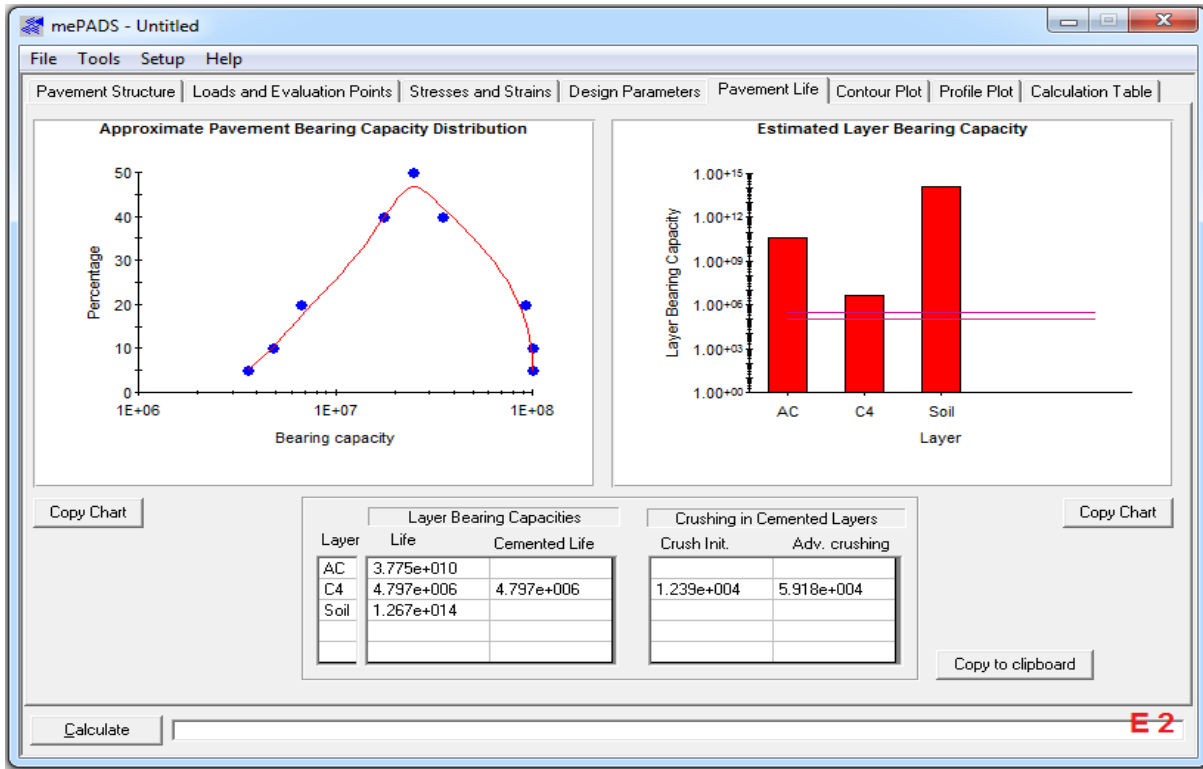 mePADS - Untitled
File Tools Setup Help
Pavement Structure Loads and Evaluation Points Stresses and Strains Design Parameters Pavement Life Contour Plot Profile Plot Calculation Table
Approximate Pavement Bearing Capacity Distribution
50
40
30
20
10
0
Percentage
1E+06 1E+07 1E+08
Bearing capacity
Estimated Layer Bearing Capacity
1.00+15
1.00+12
1.00+09
1.00+06
1.00+03
1.00+00
Layer Bearing Capacity
AC C4 Soil
Layer
Copy Chart
Copy Chart
Layer Bearing Capacities Crushing in Cemented Layers
Layer Life Cemented Life Crush Init. Adv. crushing
AC 3.775e+010
C4 4.797e+006 4.797e+006 1.239e+004 5.918e+004
Soil 1.267e+014
Copy to clipboard
Calculate
E 2